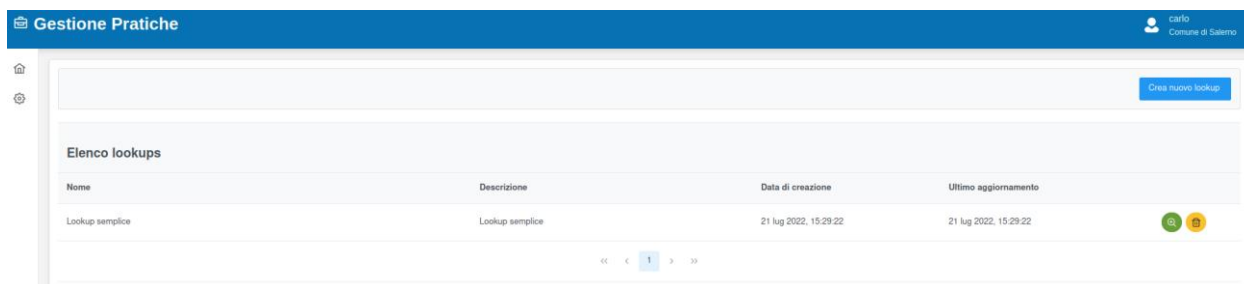 Gestione Pratiche
carlo
Comune di Salerno
Crea nuovo lookup
Elenco lookups
Nome Descrizione Data di creazione Ultimo aggiornamento
Lookup semplice Lookup semplice 21 lug 2022, 15:29:22 21 lug 2022, 15:29:22
« ‹ 1 › »